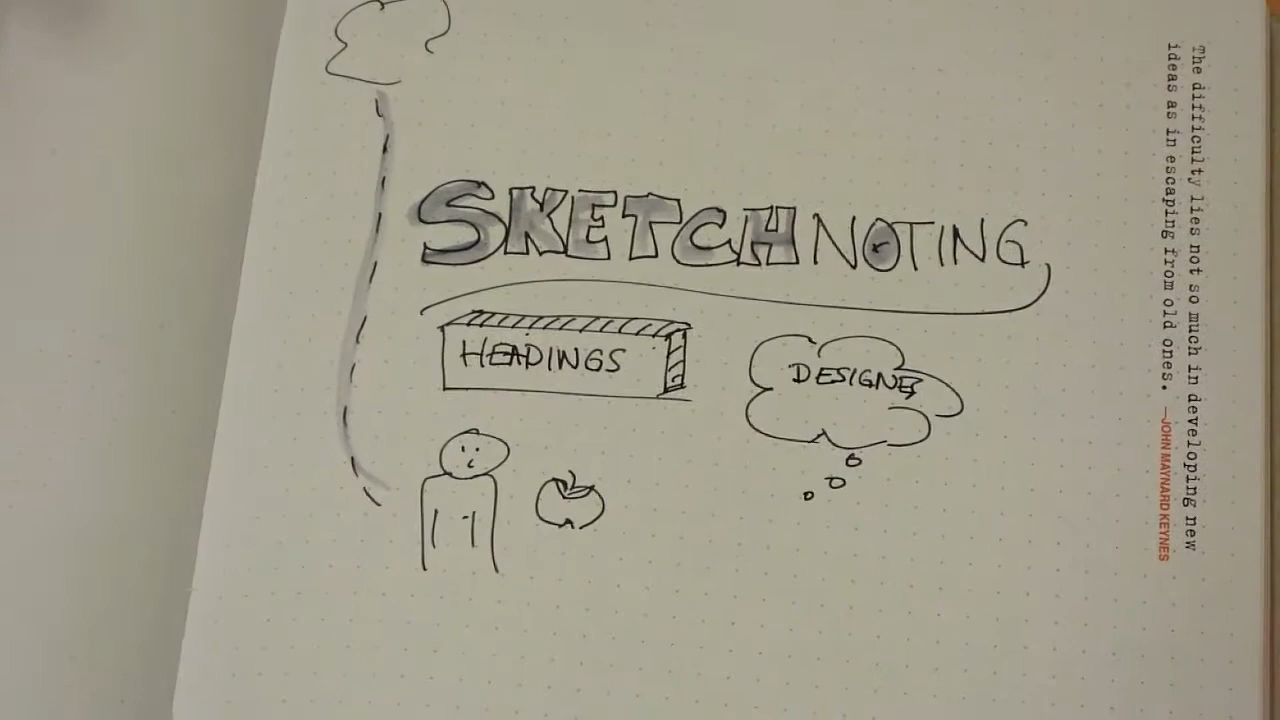 SKETCHNOTING
HEADINGS
DESIGNE
The difficulty lies not so much in developing new
ideas as in escaping from old ones. —JOHN MAYNARD KEYNES